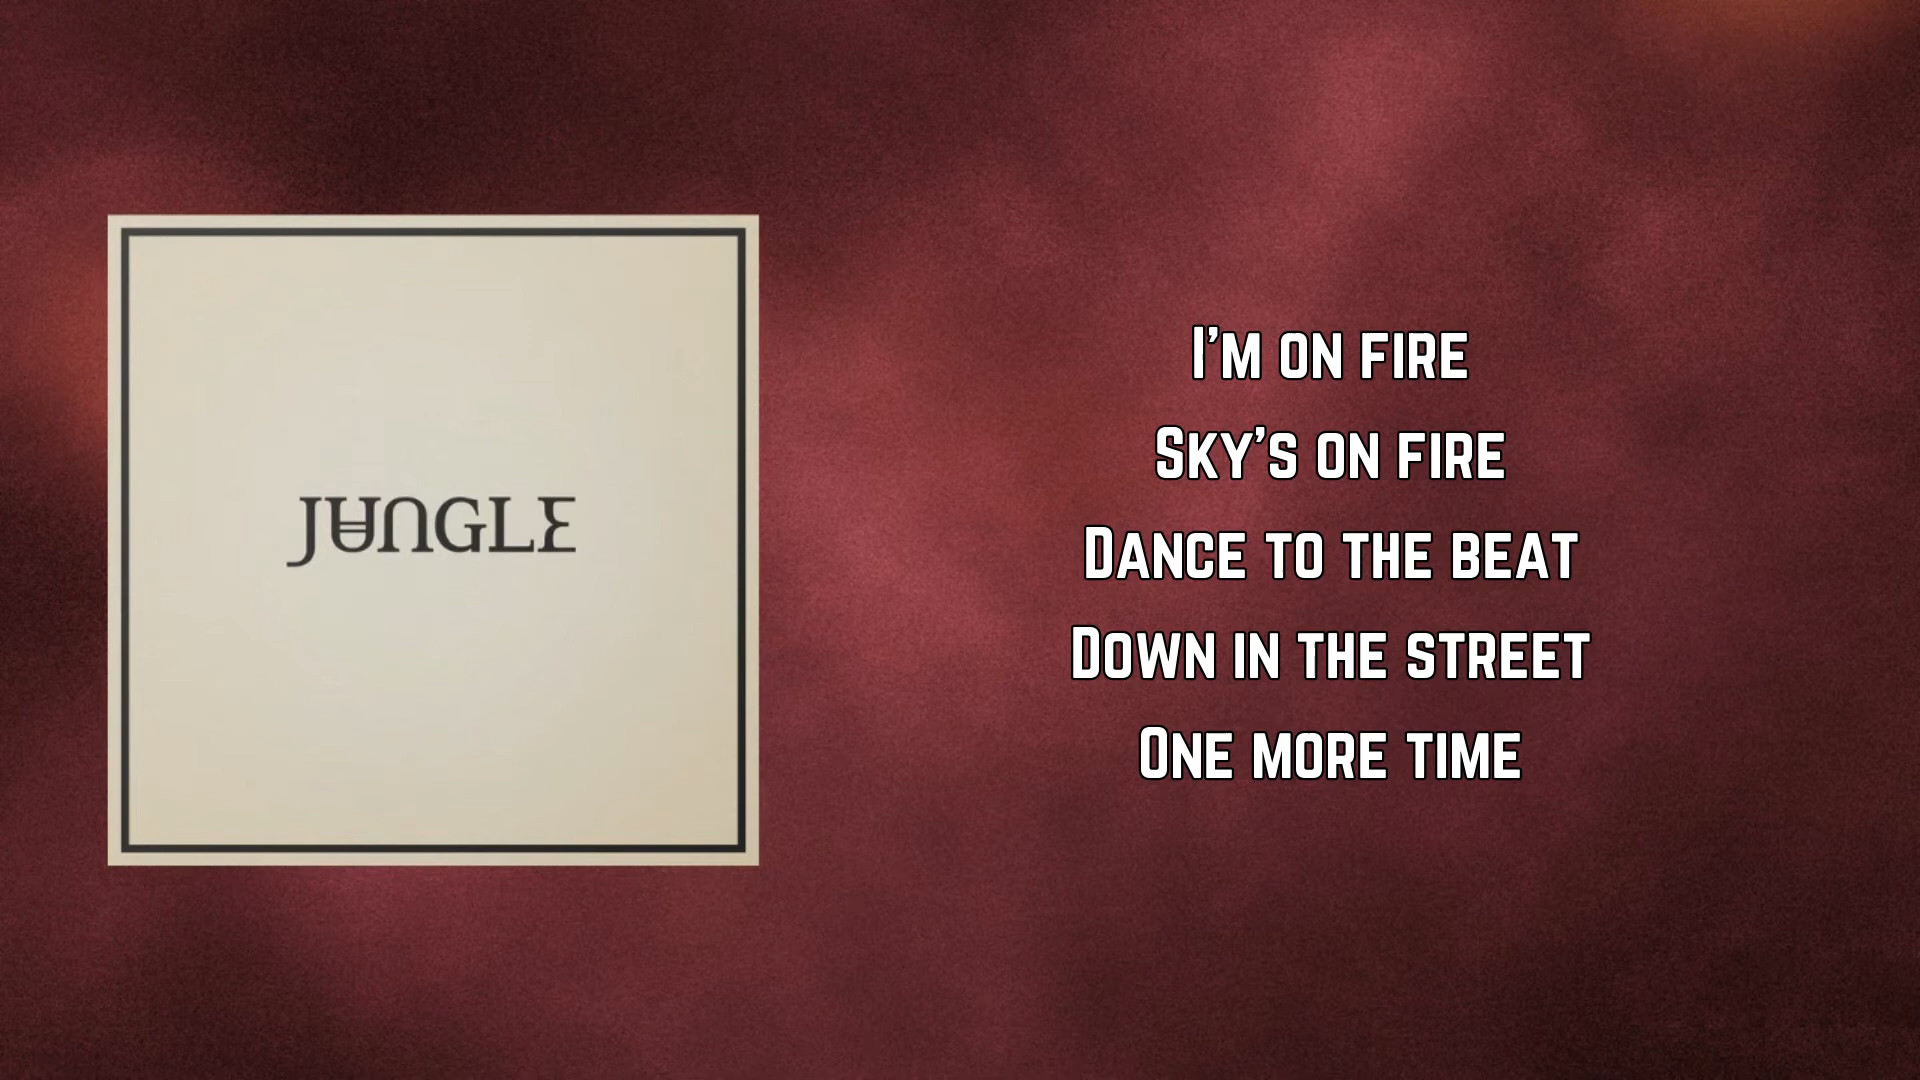 JUNGLE
I'm on fire
Sky's on fire
Dance to the beat
Down in the street
One more time